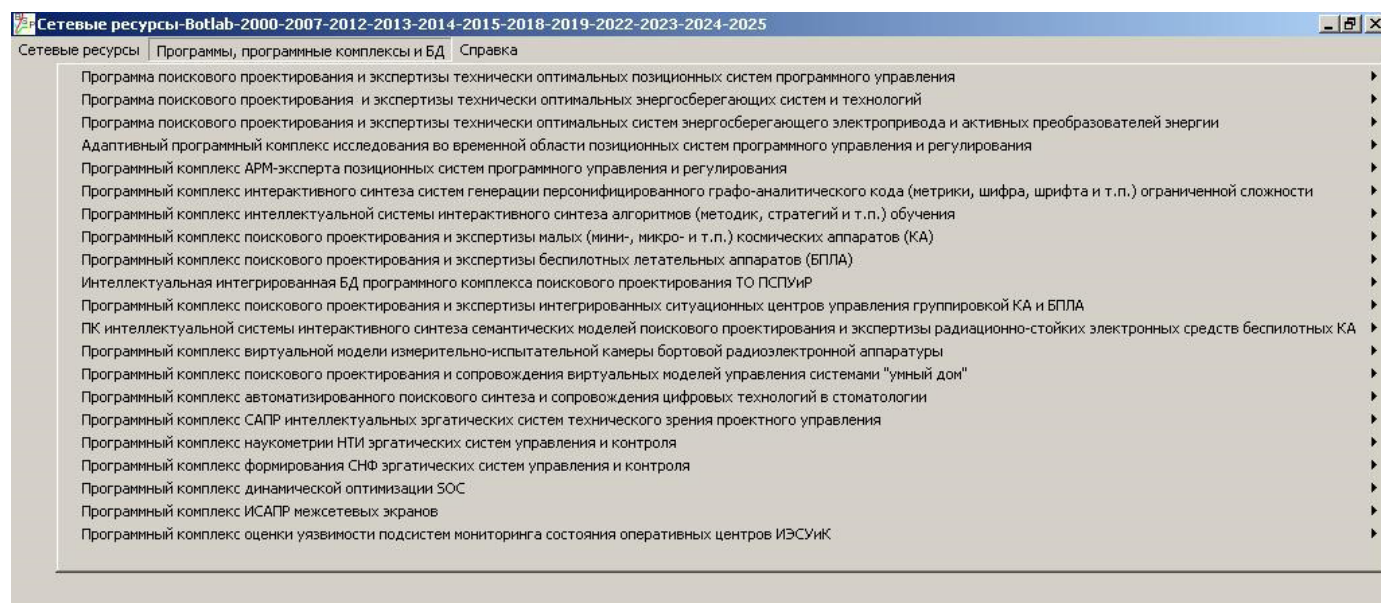 Сетевые ресурсы-Botlab-2000-2007-2012-2013-2014-2015-2018-2019-2022-2023-2024-2025
Сетевые ресурсы Программы, программные комплексы и БД Справка
Программа поискового проектирования и экспертизы технически оптимальных позиционных систем программного управления
Программа поискового проектирования и экспертизы технически оптимальных энергосберегающих систем и технологий
Программа поискового проектирования и экспертизы технически оптимальных систем энергосберегающего электропривода и активных преобразователей энергии
Адаптивный программный комплекс исследования во временной области позиционных систем программного управления и регулирования
Программный комплекс АРМ-эксперта позиционных систем программного управления и регулирования
Программный комплекс интерактивного синтеза систем генерации персонифицированного графо-аналитического кода (метрики, шифра, шрифта и т.п.) ограниченной сложности
Программный комплекс интеллектуальной системы интерактивного синтеза алгоритмов (методик, стратегий и т.п.) обучения
Программный комплекс поискового проектирования и экспертизы малых (мини-, микро- и т.п.) космических аппаратов (КА)
Программный комплекс поискового проектирования и экспертизы беспилотных летательных аппаратов (БПЛА)
Интеллектуальная интегрированная БД программного комплекса поискового проектирования ТО ПСПУиР
Программный комплекс поискового проектирования и экспертизы интегрированных ситуационных центров управления группировкой КА и БПЛА
ПК интеллектуальной системы интерактивного синтеза семантических моделей поискового проектирования и экспертизы радиационно-стойких электронных средств беспилотных КА
Программный комплекс виртуальной модели измерительно-испытательной камеры бортовой радиоэлектронной аппаратуры
Программный комплекс поискового проектирования и сопровождения виртуальных моделей управления системами "умный дом"
Программный комплекс автоматизированного поискового синтеза и сопровождения цифровых технологий в стоматологии
Программный комплекс САПР интеллектуальных эргатических систем технического зрения проектного управления
Программный комплекс наукометрии НТИ эргатических систем управления и контроля
Программный комплекс формирования СНФ эргатических систем управления и контроля
Программный комплекс динамической оптимизации SOC
Программный комплекс ИСАПР межсетевых экранов
Программный комплекс оценки уязвимости подсистем мониторинга состояния оперативных центров ИЭСУиК